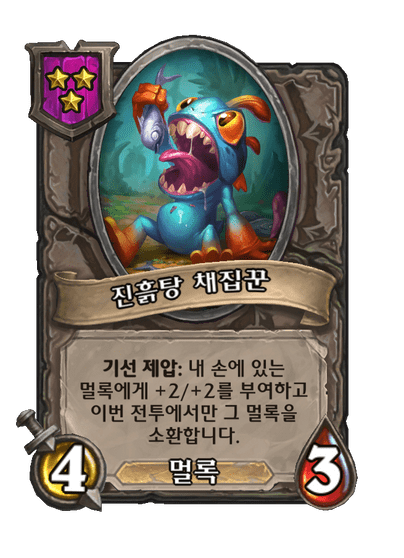 진흙탕 채집꾼
기선 제압: 내 손에 있는
멀록에게 +2/+2를 부여하고
이번 전투에서만 그 멀록을
소환합니다.
4
멀록
3